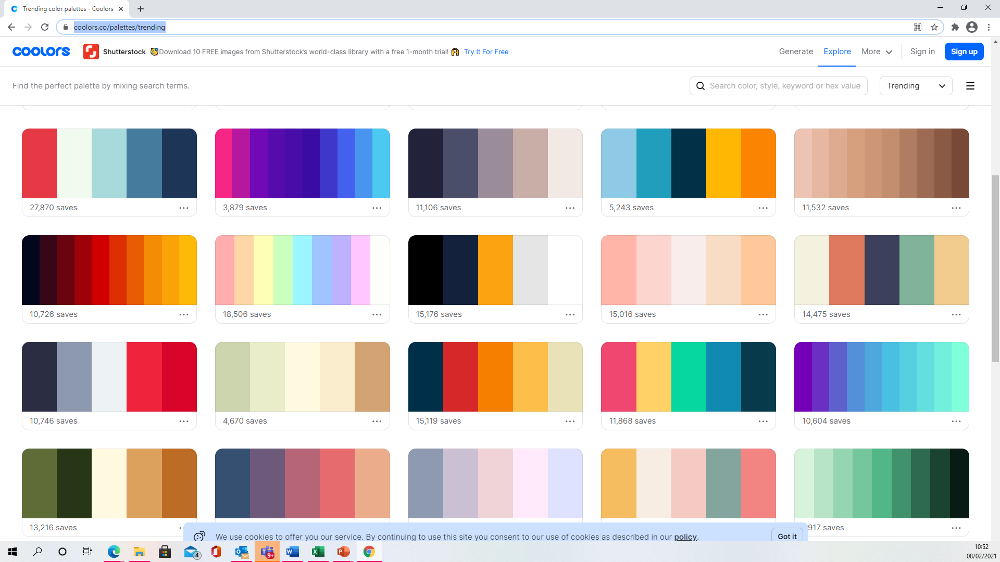 Trending color palettes - Coolors
coolors.co/palettes/trending
coolors
Shutterstock
Download 10 FREE images from Shutterstock's world-class library with a free 1-month trial!
Try It For Free
Generate
Explore
More
Sign in
Sign up
Find the perfect palette by mixing search terms.
Search color, style, keyword or hex value
Trending
27,870 saves
3,879 saves
11,106 saves
5,243 saves
11,532 saves
10,726 saves
18,506 saves
15,176 saves
15,016 saves
14,475 saves
10,746 saves
4,670 saves
15,119 saves
11,868 saves
10,604 saves
13,216 saves
917 saves
We use cookies to offer you our service. By continuing to use this site you consent to our use of cookies as described in our policy.
Got it
4
9+
10:52
08/02/2021